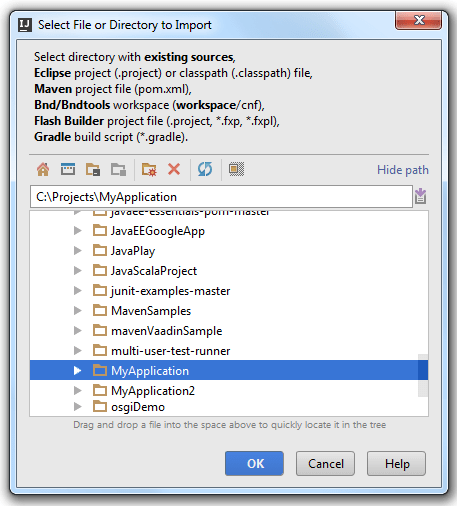 Select File or Directory to Import
Select directory with existing sources,
Eclipse project (.project) or classpath (.classpath) file,
Maven project file (pom.xml),
Bnd/Bndtools workspace (workspace/cnf),
Flash Builder project file (.project, *.fxp, *.fxpl),
Gradle build script (*.gradle).
Hide path
C:\Projects\MyApplication
javaee-essentials-pom-master
JavaEEGoogleApp
JavaPlay
JavaScalaProject
junit-examples-master
MavenSamples
mavenVaadinSample
multi-user-test-runner
MyApplication
MyApplication2
osgiDemo
Drag and drop a file into the space above to quickly locate it in the tree
OK Cancel Help